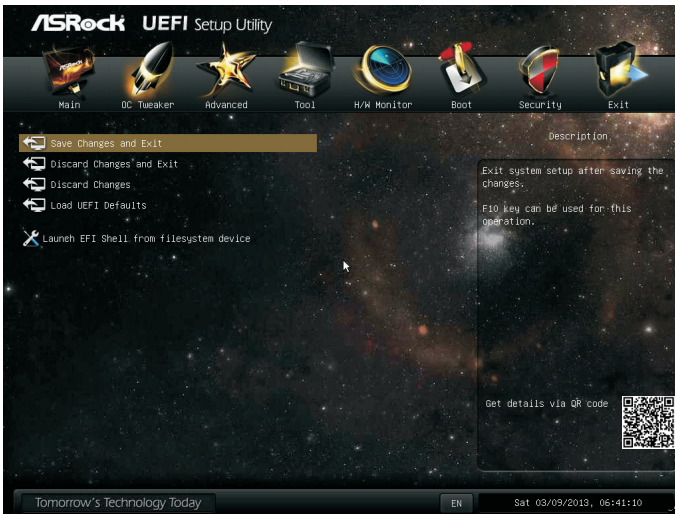 ASRock UEFI Setup Utility
ASRock
Main OC Tweaker Advanced Tool H/W Monitor Boot Security Exit
Save Changes and Exit
Discard Changes and Exit
Discard Changes
Load UEFI Defaults
Launch EFI Shell from filesystem device
Description
Exit system setup after saving the
changes.
F10 key can be used for this
operation.
Get details via QR code
Tomorrow's Technology Today
EN
Sat 03/09/2013, 06:41:10